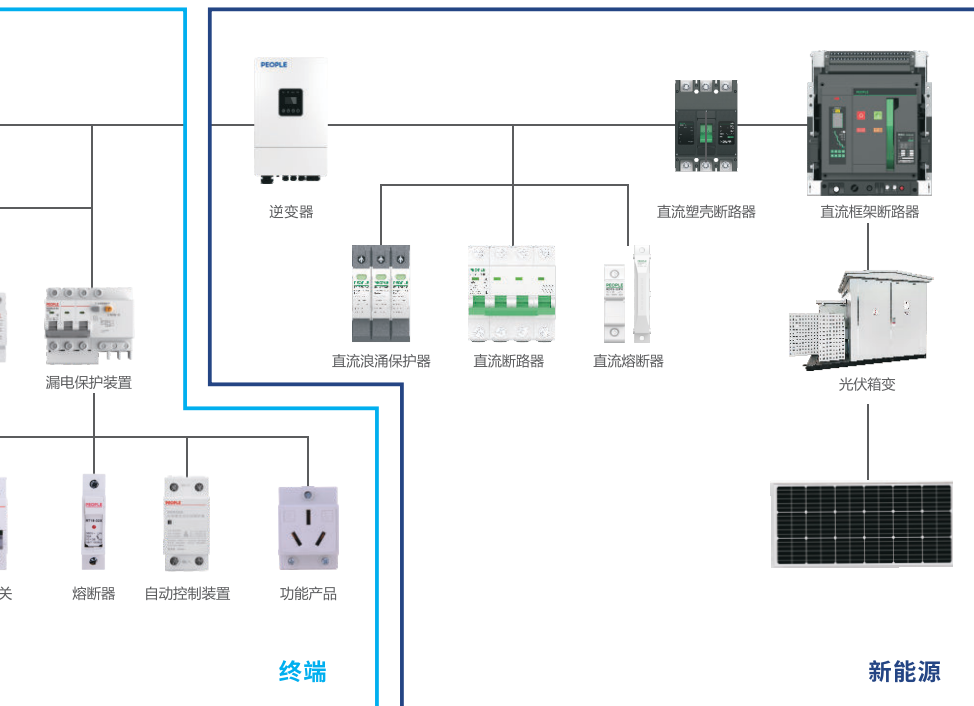 PEOPLE
逆变器
直流塑壳断路器
直流框架断路器
直流浪涌保护器
直流断路器
PEOPLE
直流熔断器
漏电保护装置
光伏箱变
关
PEOPLE
熔断器
PEOPLE
自动控制装置
功能产品
终端
新能源